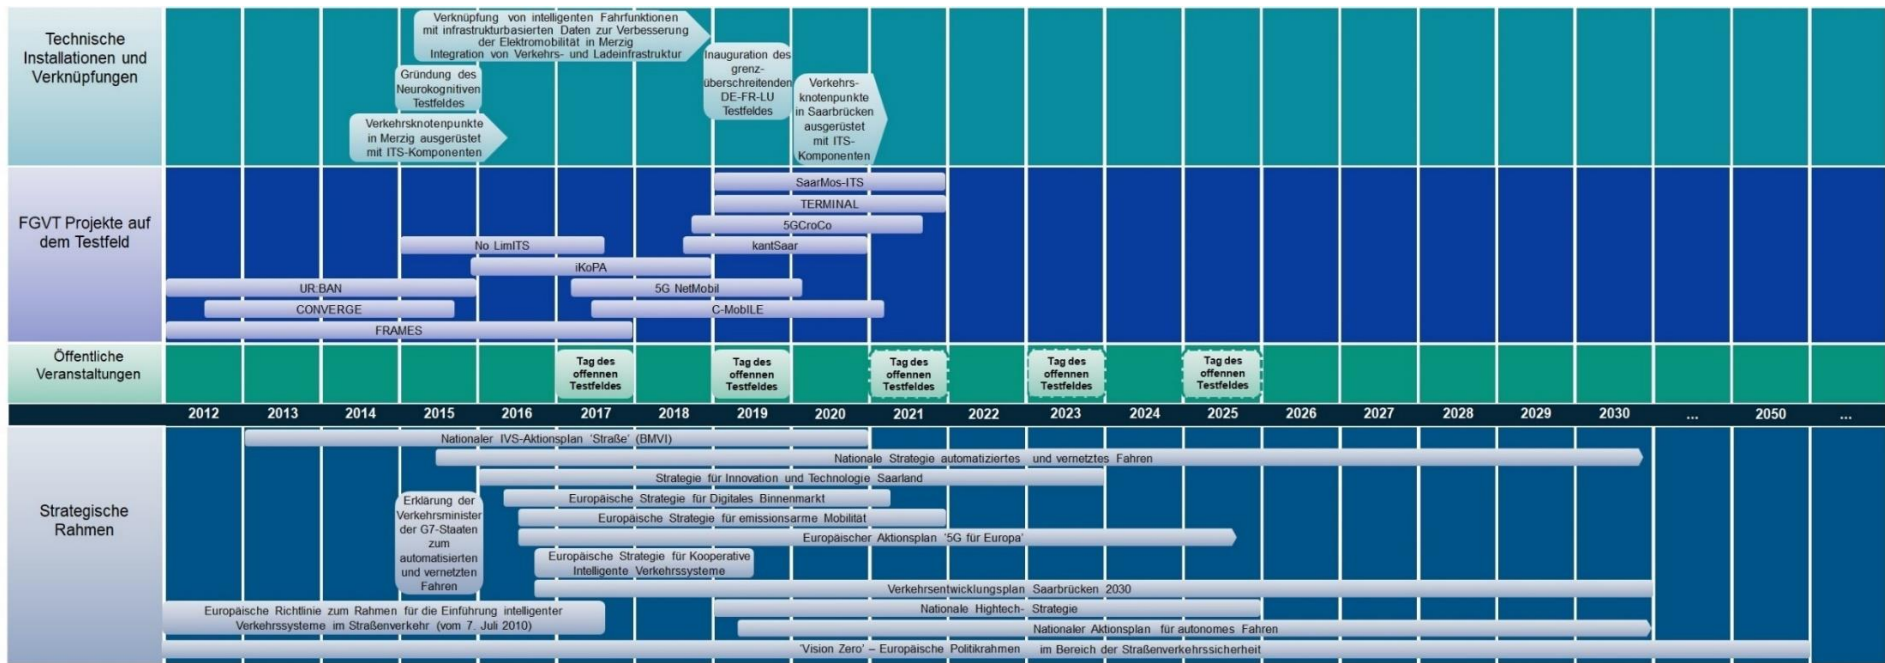 Technische
Installationen und
Verknüpfungen
Verknüpfung von intelligenten Fahrfunktionen
mit infrastrukturbasierten Daten zur Verbesserung
der Elektromobilität in Merzig
Integration von Verkehrs- und Ladeinfrastruktur
Gründung des
Neurokognitiven
Testfeldes
Verkehrsknotenpunkte
in Merzig ausgerüstet
mit ITS-Komponenten
Inauguration des
grenz-
überschreitenden
DE-FR-LU
Testfeldes
Verkehrs-
knotenpunkte
in Saarbrücken
ausgerüstet
mit ITS-
Komponenten
FGVT Projekte auf
dem Testfeld
SaarMos-ITS
TERMINAL
5GCroCo
No LimITS
kantSaar
iKoPA
UR:BAN
5G NetMobil
CONVERGE
C-MobILE
FRAMES
Öffentliche
Veranstaltungen
Tag des
offennen
Testfeldes
Tag des
offennen
Testfeldes
Tag des
offennen
Testfeldes
Tag des
offennen
Testfeldes
Tag des
offennen
Testfeldes
2012 2013 2014 2015 2016 2017 2018 2019 2020 2021 2022 2023 2024 2025 2026 2027 2028 2029 2030 ... 2050 ...
Strategische
Rahmen
Nationaler IVS-Aktionsplan 'Straße' (BMVI)
Nationale Strategie automatisiertes und vernetztes Fahren
Strategie für Innovation und Technologie Saarland
Erklärung der
Verkehrsminister
der G7-Staaten
zum
automatisierten
und vernetzten
Fahren
Europäische Strategie für Digitales Binnenmarkt
Europäische Strategie für emissionsarme Mobilität
Europäischer Aktionsplan '5G für Europa'
Europäische Strategie für Kooperative
Intelligente Verkehrssysteme
Verkehrsentwicklungsplan Saarbrücken 2030
Europäische Richtlinie zum Rahmen für die Einführung intelligenter
Verkehrssysteme im Straßenverkehr (vom 7. Juli 2010)
Nationale Hightech- Strategie
Nationaler Aktionsplan für autonomes Fahren
'Vision Zero' – Europäische Politikrahmen im Bereich der Straßenverkehrssicherheit